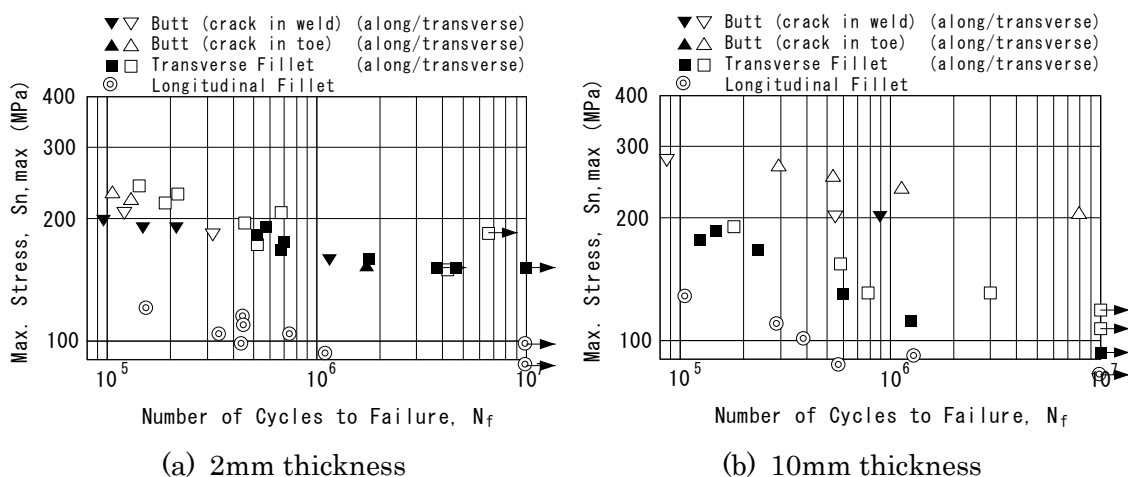 ▼▽ Butt (crack in weld) (along/transverse)
▲△ Butt (crack in toe) (along/transverse)
■□ Transverse Fillet (along/transverse)
◎ Longitudinal Fillet
Max. Stress, Sn,max (MPa)
400
300
200
100
10^5
10^6
10^7
Number of Cycles to Failure, N_f
(a) 2mm thickness
▼▽ Butt (crack in weld) (along/transverse)
▲△ Butt (crack in toe) (along/transverse)
■□ Transverse Fillet (along/transverse)
◎ Longitudinal Fillet
Max. Stress, Sn,max (MPa)
400
300
200
100
10^5
10^6
10^7
Number of Cycles to Failure, N_f
(b) 10mm thickness